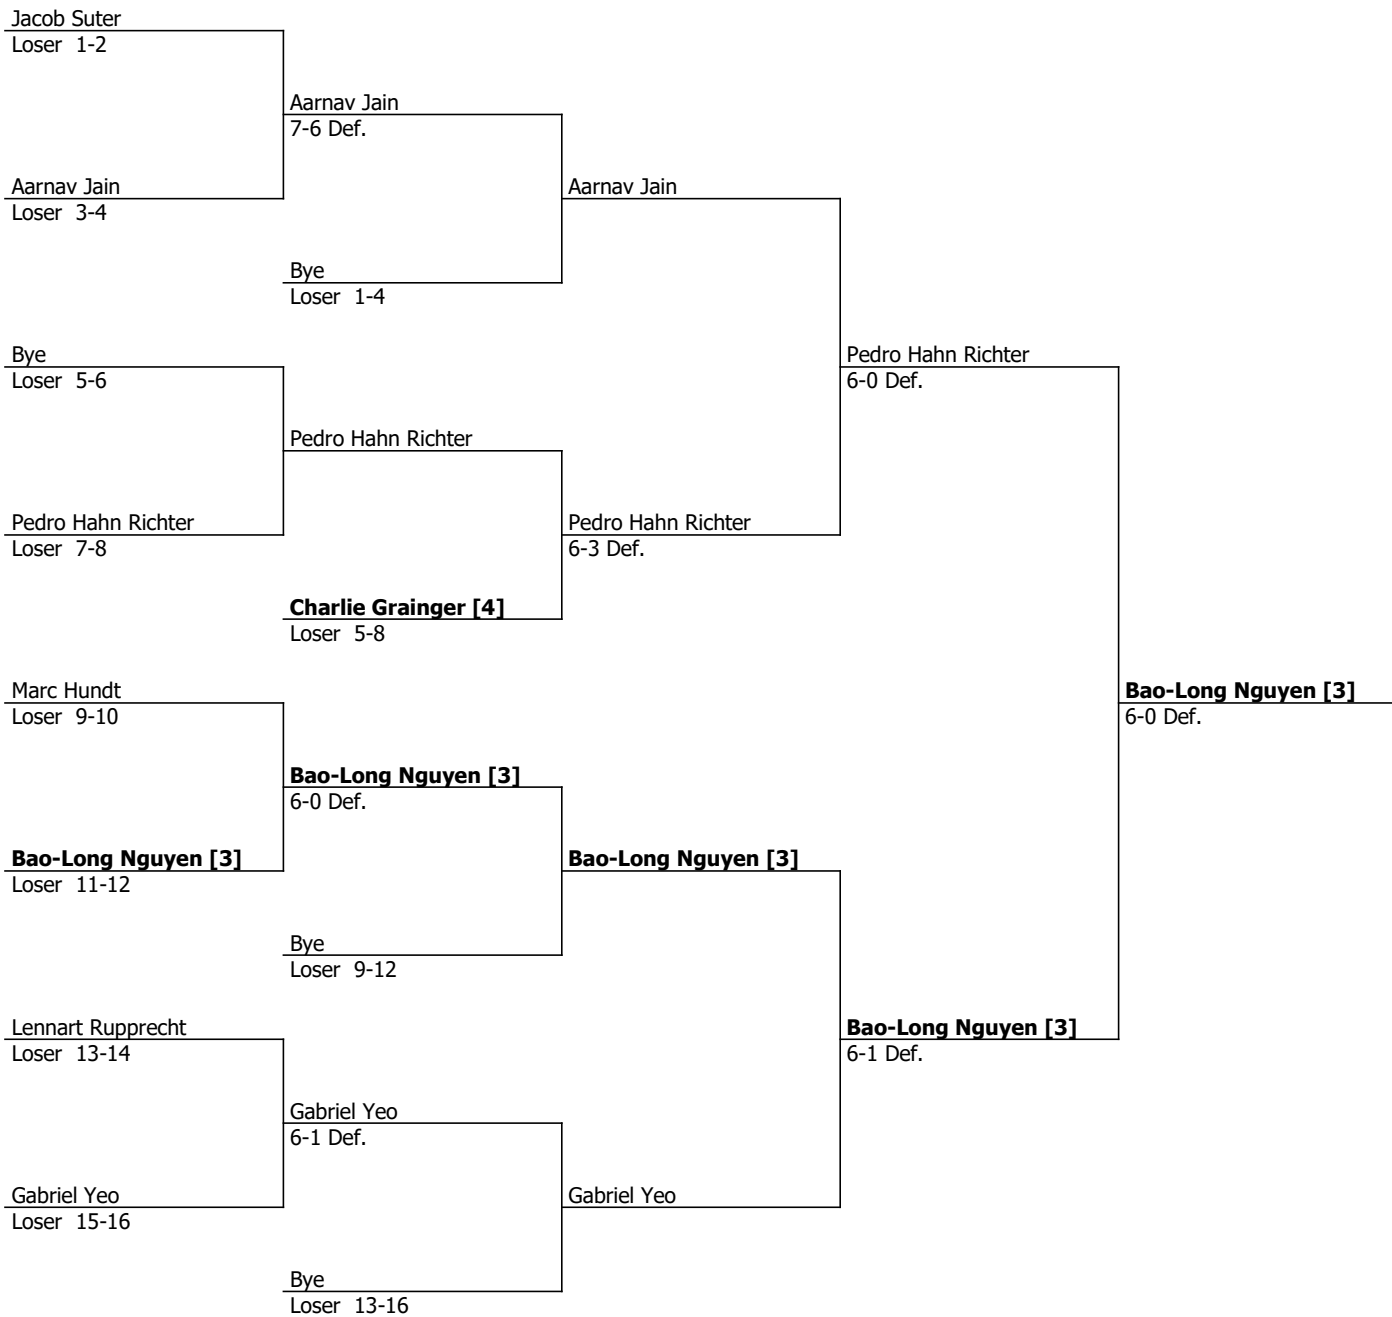 Jacob Suter
Loser 1-2
Aarnav Jain
7-6 Def.
Aarnav Jain
Loser 3-4
Aarnav Jain
Bye
Loser 1-4
Bye
Loser 5-6
Pedro Hahn Richter
6-0 Def.
Pedro Hahn Richter
Pedro Hahn Richter
Loser 7-8
Pedro Hahn Richter
6-3 Def.
Charlie Grainger [4]
Loser 5-8
Marc Hundt
Loser 9-10
Bao-Long Nguyen [3]
6-0 Def.
Bao-Long Nguyen [3]
6-0 Def.
Bao-Long Nguyen [3]
Loser 11-12
Bao-Long Nguyen [3]
Bye
Loser 9-12
Lennart Rupprecht
Loser 13-14
Bao-Long Nguyen [3]
6-1 Def.
Gabriel Yeo
6-1 Def.
Gabriel Yeo
Loser 15-16
Gabriel Yeo
Bye
Loser 13-16